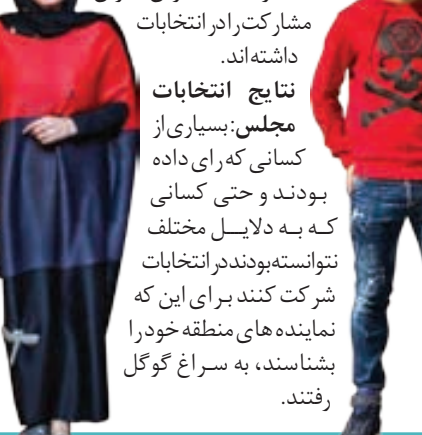 مشارکت را در انتخابات
داشته‌اند.
نتایج انتخابات
مجلس: بسیاری از
کسانی که رای داده
بودند و حتی کسانی
که به دلایل مختلف
نتوانسته بودند در انتخابات
شرکت کنند برای این که
نماینده های منطقه خود را
بشناسند، به سراغ گوگل
رفتند.